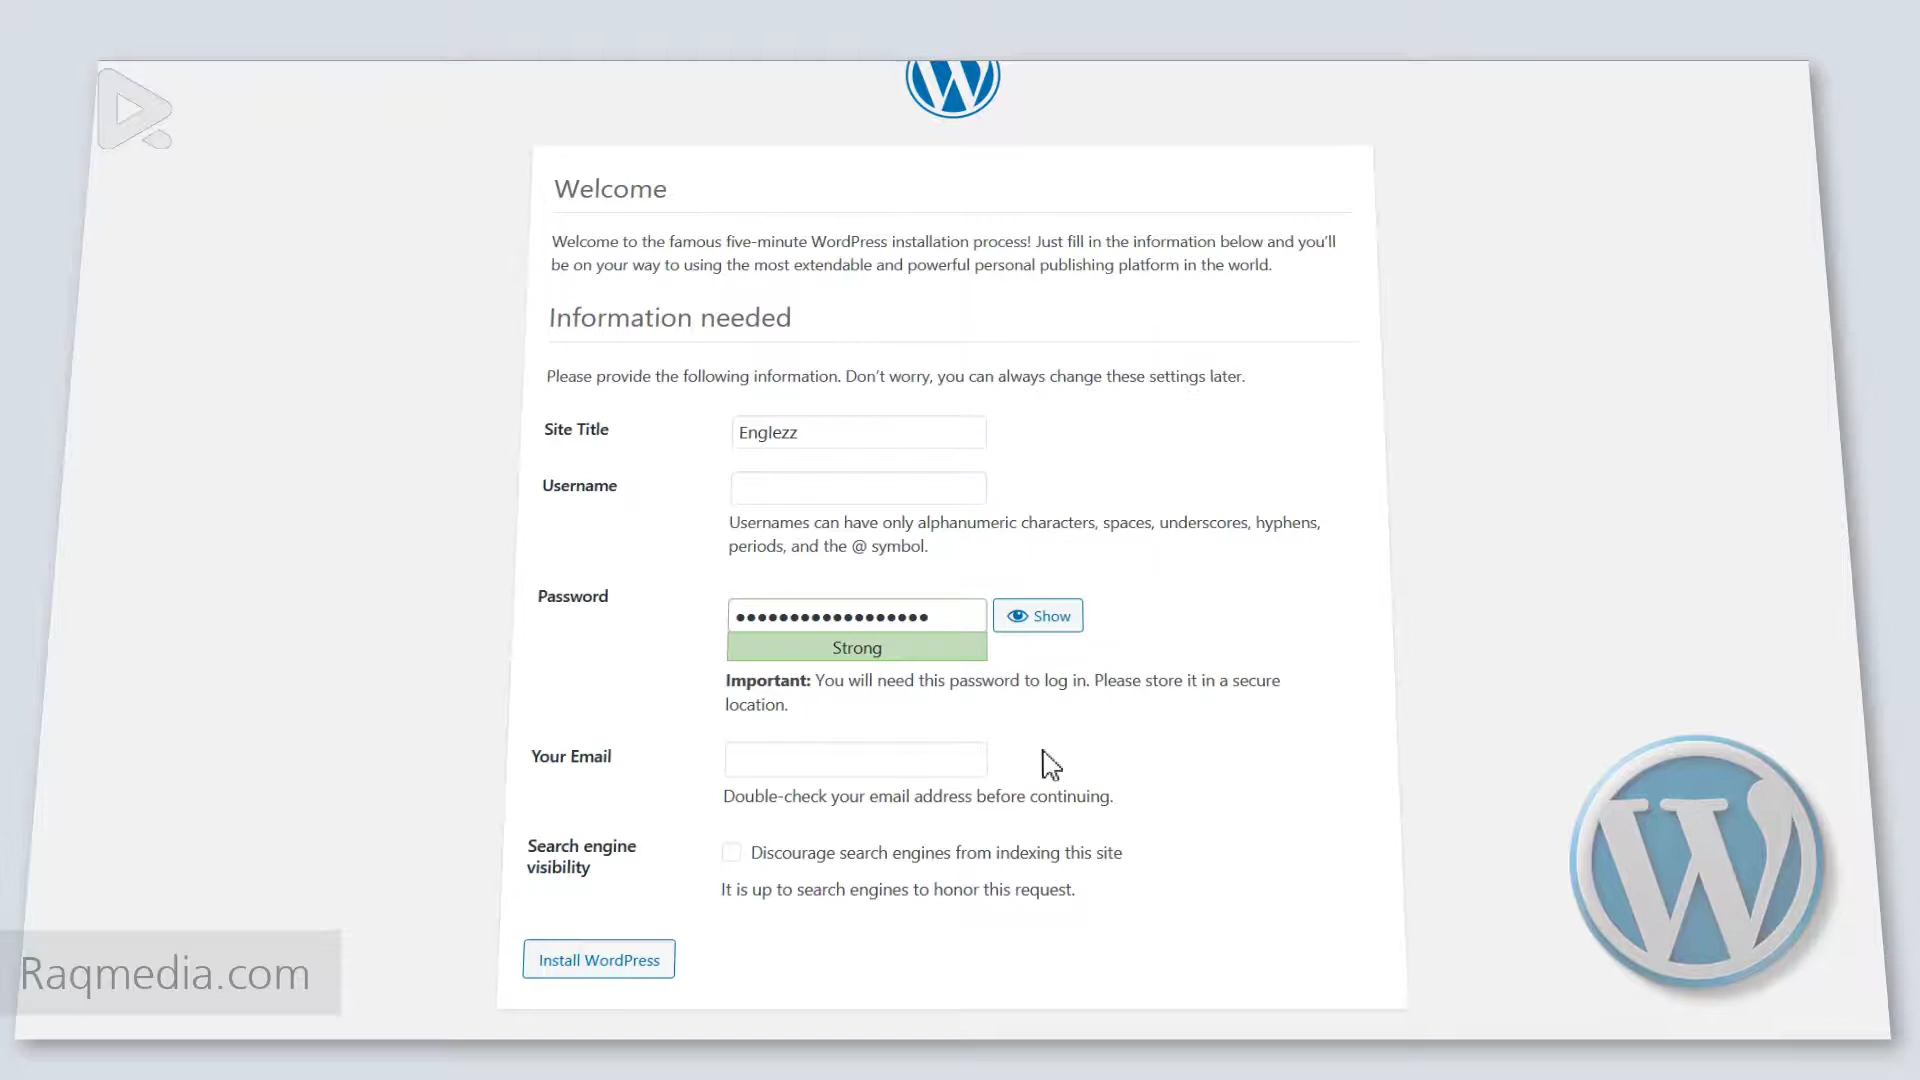 Welcome
Welcome to the famous five-minute WordPress installation process! Just fill in the information below and you’ll
be on your way to using the most extendable and powerful personal publishing platform in the world.
Information needed
Please provide the following information. Don’t worry, you can always change these settings later.
Site Title
Englezz
Username
Usernames can have only alphanumeric characters, spaces, underscores, hyphens,
periods, and the @ symbol.
Password
••••••••••••••••••
Show
Strong
Important: You will need this password to log in. Please store it in a secure
location.
Your Email
Double-check your email address before continuing.
Search engine
visibility
Discourage search engines from indexing this site
It is up to search engines to honor this request.
Install WordPress
Raqmedia.com